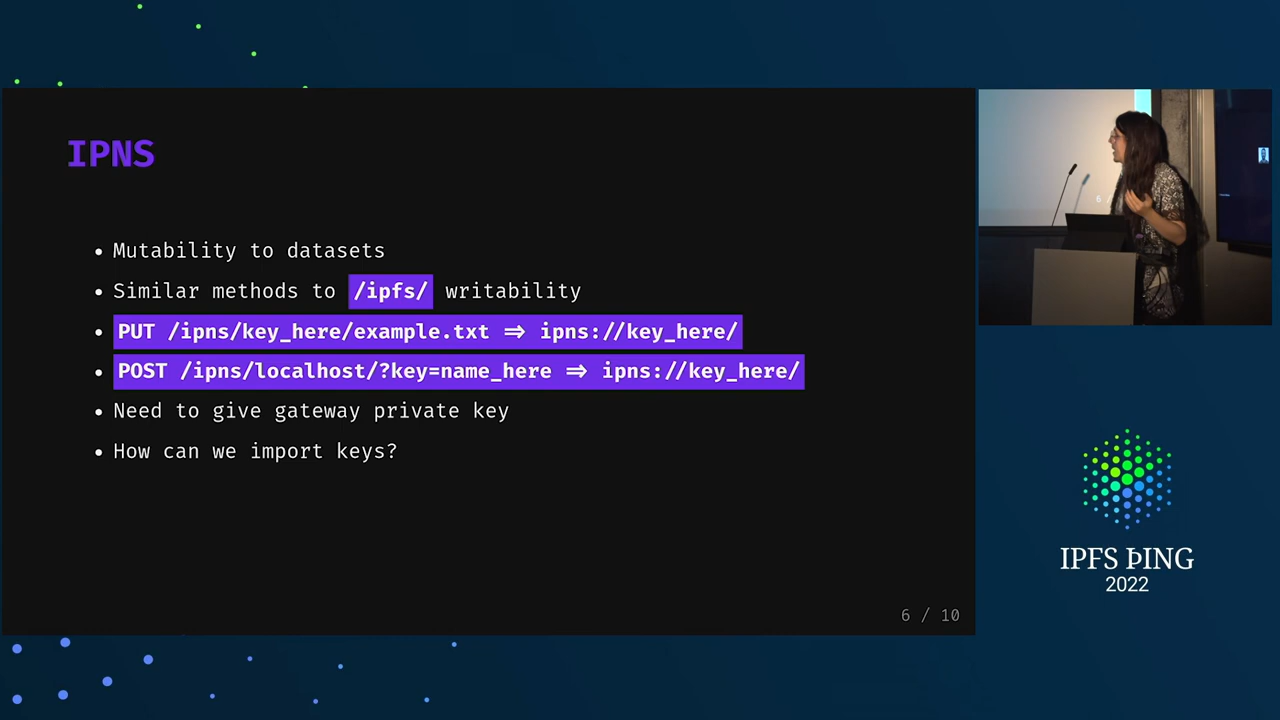 IPNS
• Mutability to datasets
• Similar methods to /ipfs/ writability
• PUT /ipns/key_here/example.txt ⇒ ipns://key_here/
• POST /ipns/localhost/?key=name_here ⇒ ipns://key_here/
• Need to give gateway private key
• How can we import keys?
6 / 10
IPFS ÞING
2022